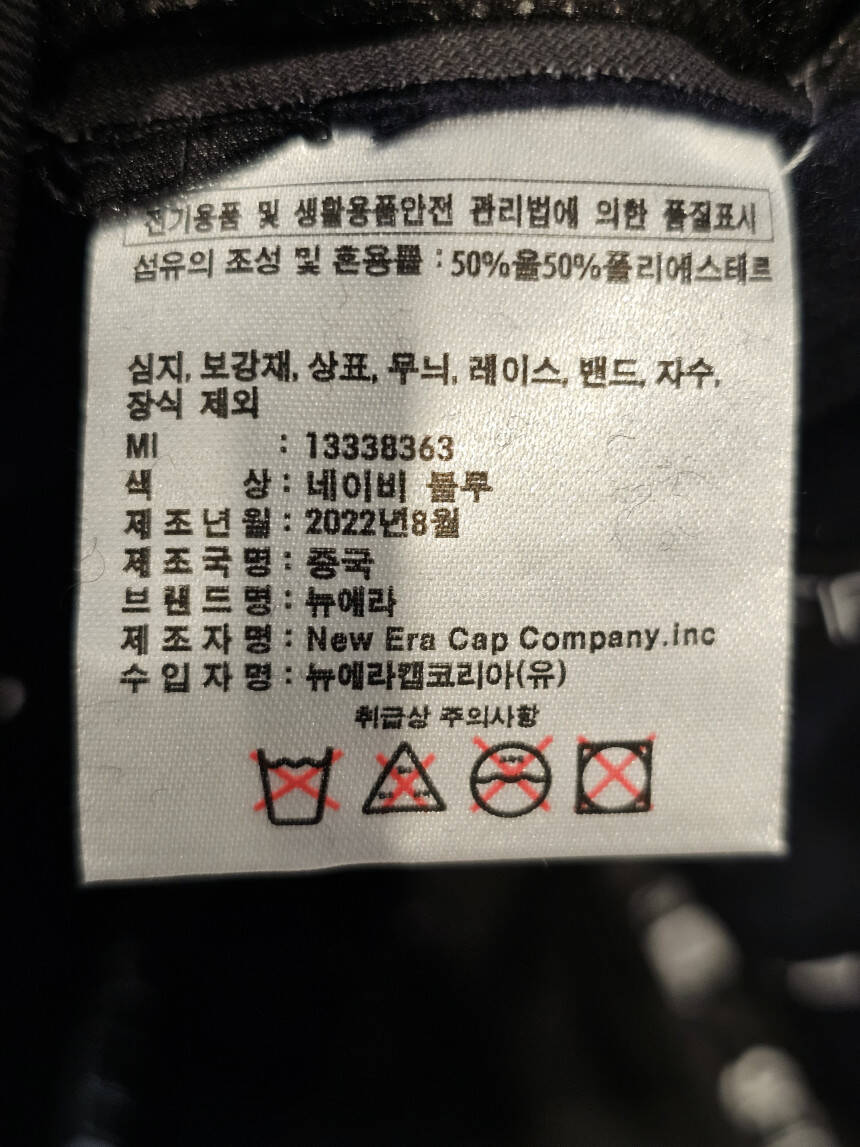 전기용품 및 생활용품안전 관리법에 의한 품질표시
섬유의 조성 및 혼용률 : 50%울50%폴리에스테르
심지, 보강재, 상표, 무늬, 레이스, 밴드, 자수,
장식 제외
MI : 13338363
색 상 : 네이비 블루
제조년월 : 2022년8월
제조국명 : 중국
브랜드명 : 뉴에라
제조자명 : New Era Cap Company.inc
수입자명 : 뉴에라캡코리아(유)
취급상 주의사항